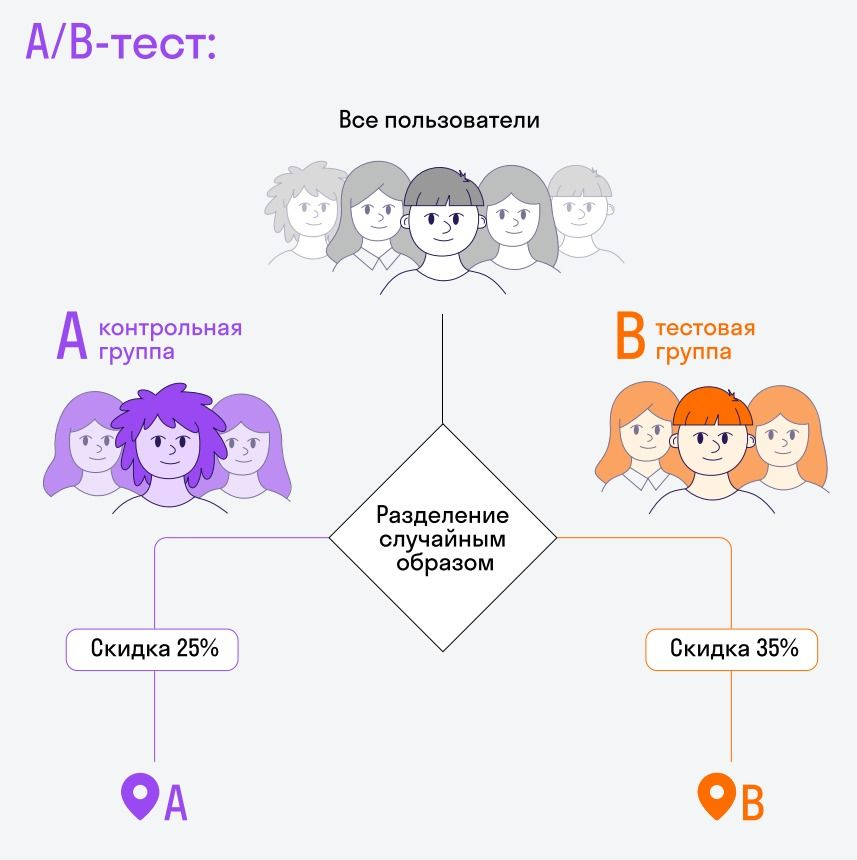 А/В-тест:
Все пользователи
А контрольная
группа
В тестовая
группа
Разделение
случайным
образом
Скидка 25%
Скидка 35%
А
В